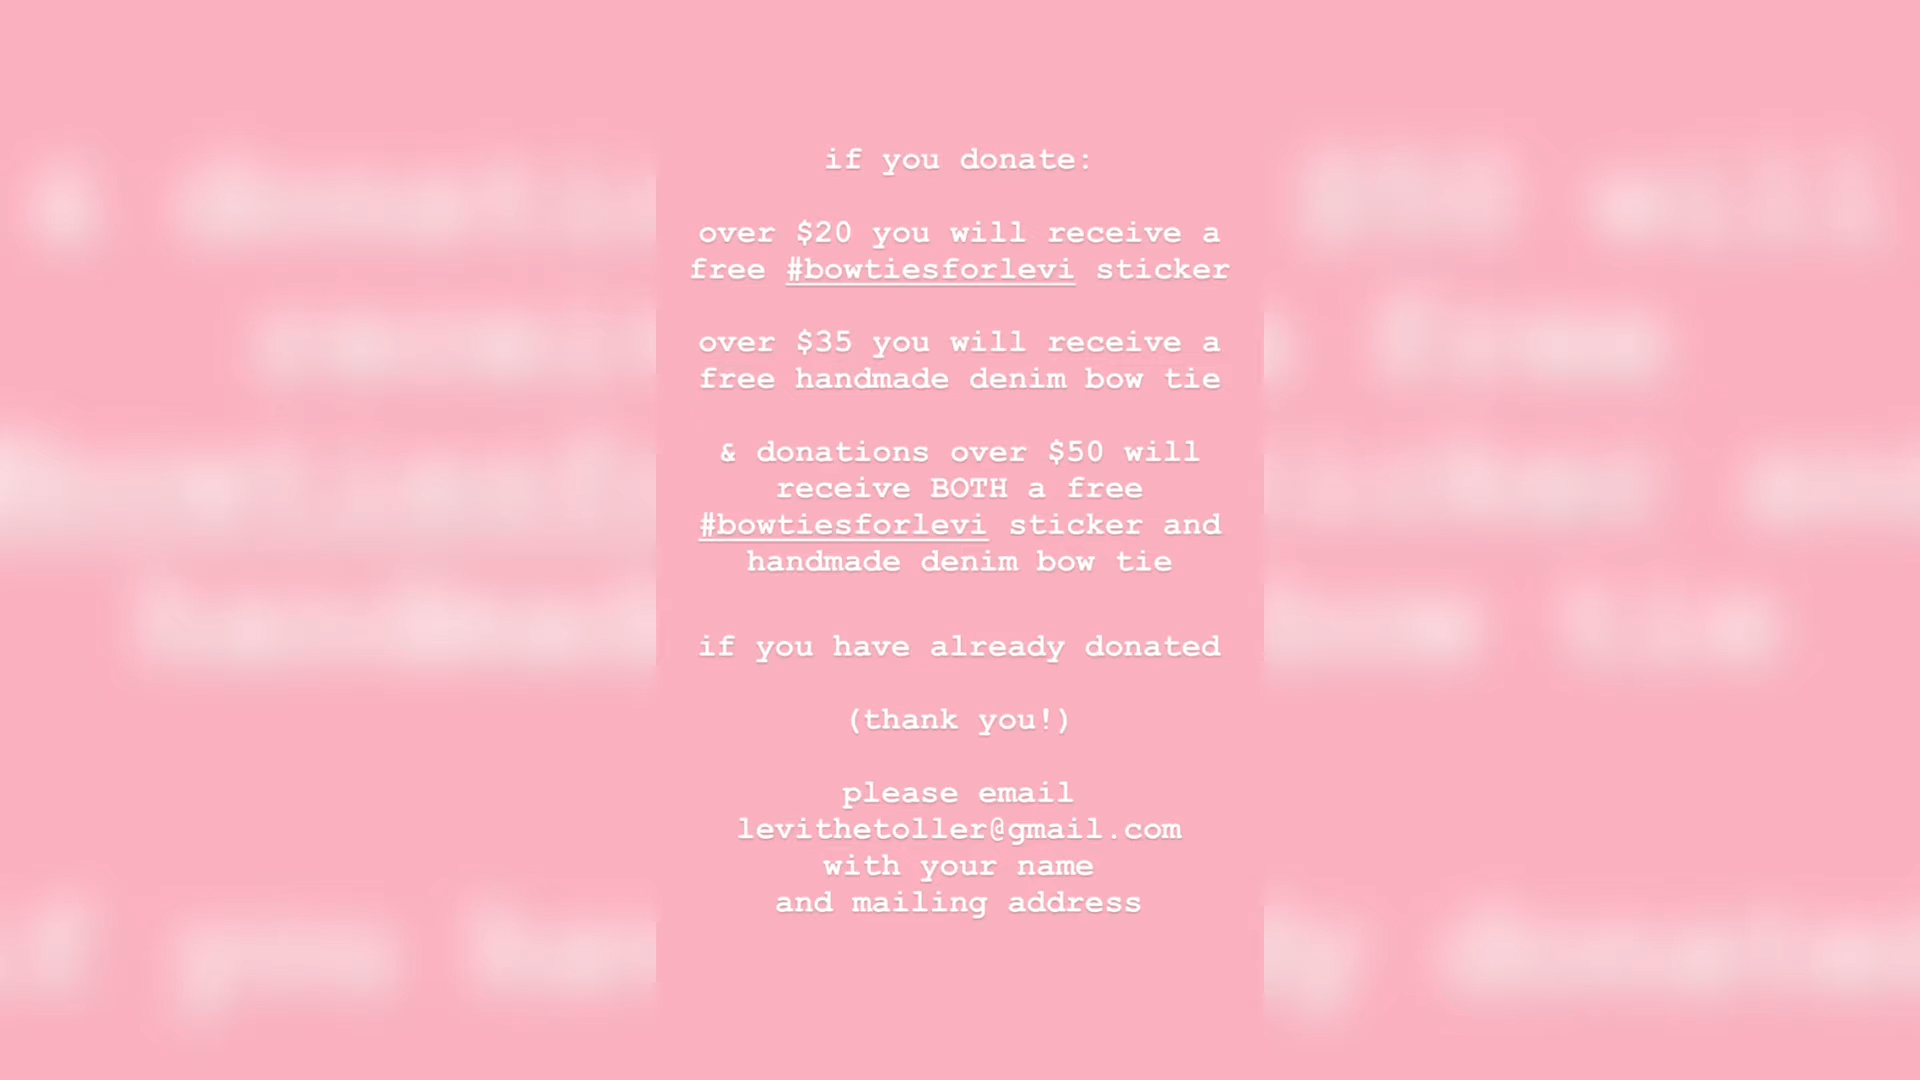 if you donate:
over $20 you will receive a
free #bowtiesforlevi sticker
over $35 you will receive a
free handmade denim bow tie
& donations over $50 will
receive BOTH a free
#bowtiesforlevi sticker and
handmade denim bow tie
if you have already donated
(thank you!)
please email
levithetoller@gmail.com
with your name
and mailing address